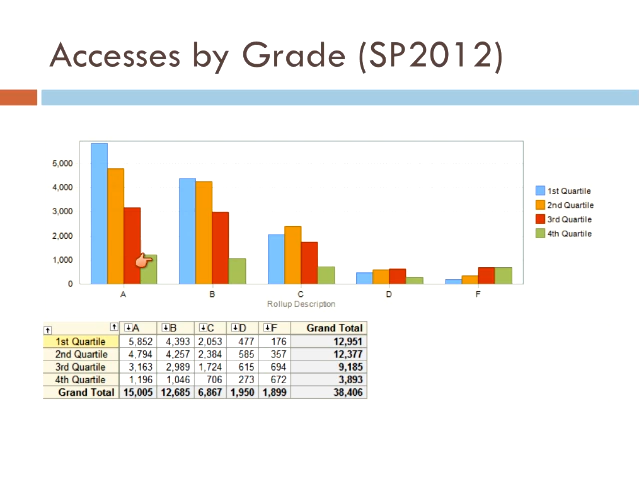 Accesses by Grade (SP2012)
5,000
4,000
3,000
2,000
1,000
0
A B C D F
Rollup Description
1st Quartile
2nd Quartile
3rd Quartile
4th Quartile
A B C D F Grand Total
1st Quartile 5,852 4,393 2,053 477 176 12,951
2nd Quartile 4,794 4,257 2,384 585 357 12,377
3rd Quartile 3,163 2,989 1,724 615 694 9,185
4th Quartile 1,196 1,046 706 273 672 3,893
Grand Total 15,005 12,685 6,867 1,950 1,899 38,406